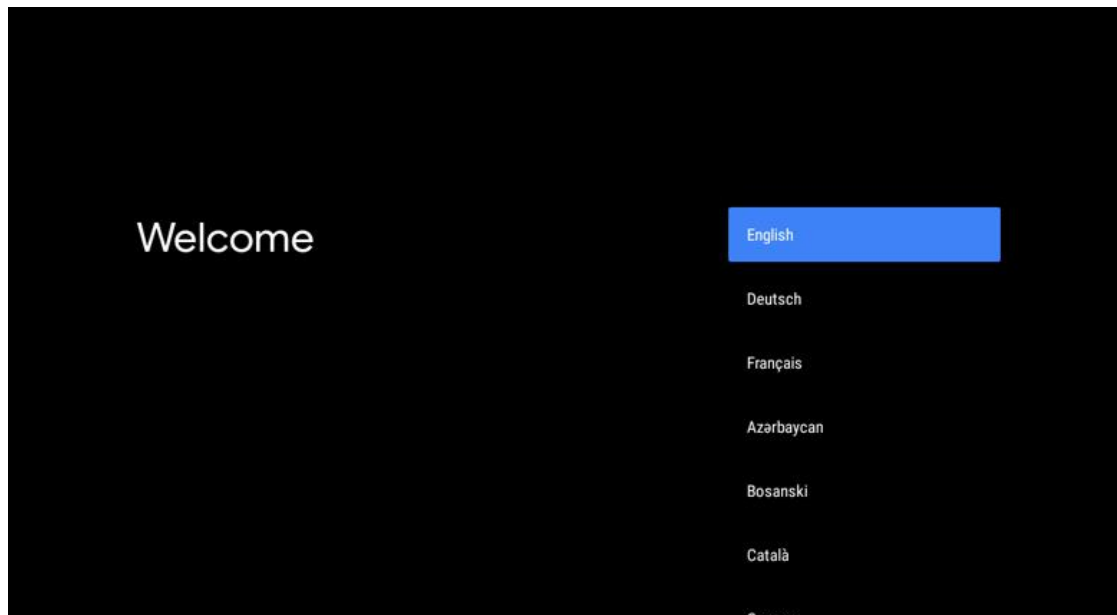 Welcome
English
Deutsch
Français
Azərbaycan
Bosanski
Català